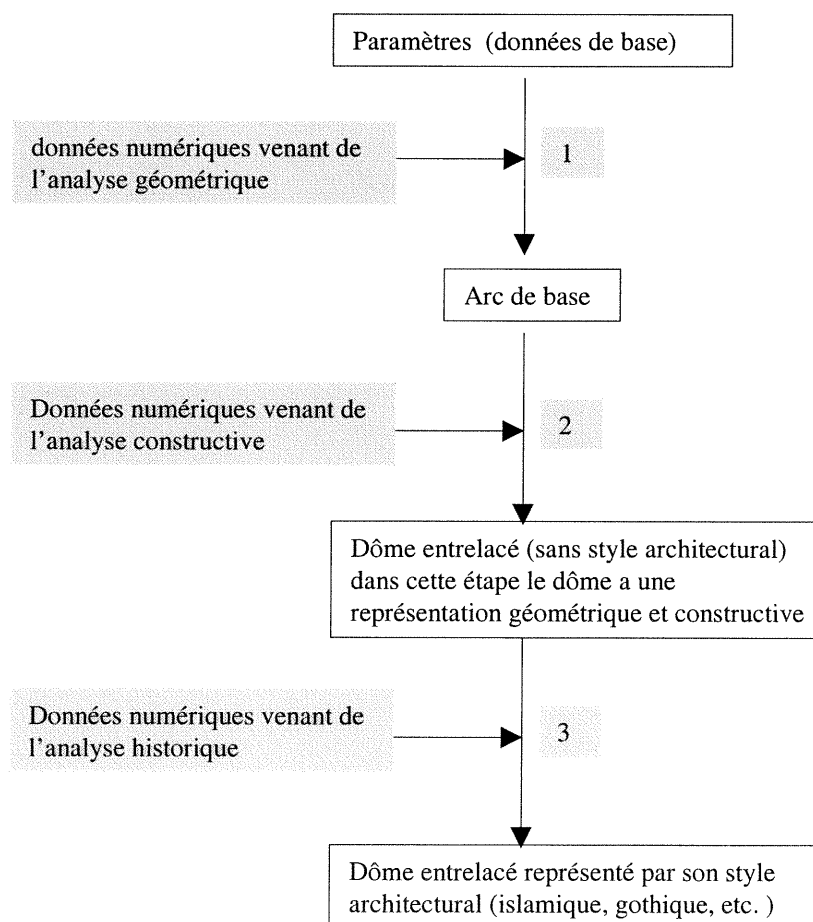 Paramètres (données de base)
données numériques venant de
l'analyse géométrique
1
Arc de base
Données numériques venant de
l'analyse constructive
2
Dôme entrelacé (sans style architectural)
dans cette étape le dôme a une
représentation géométrique et constructive
Données numériques venant de
l'analyse historique
3
Dôme entrelacé représenté par son style
architectural (islamique, gothique, etc. )